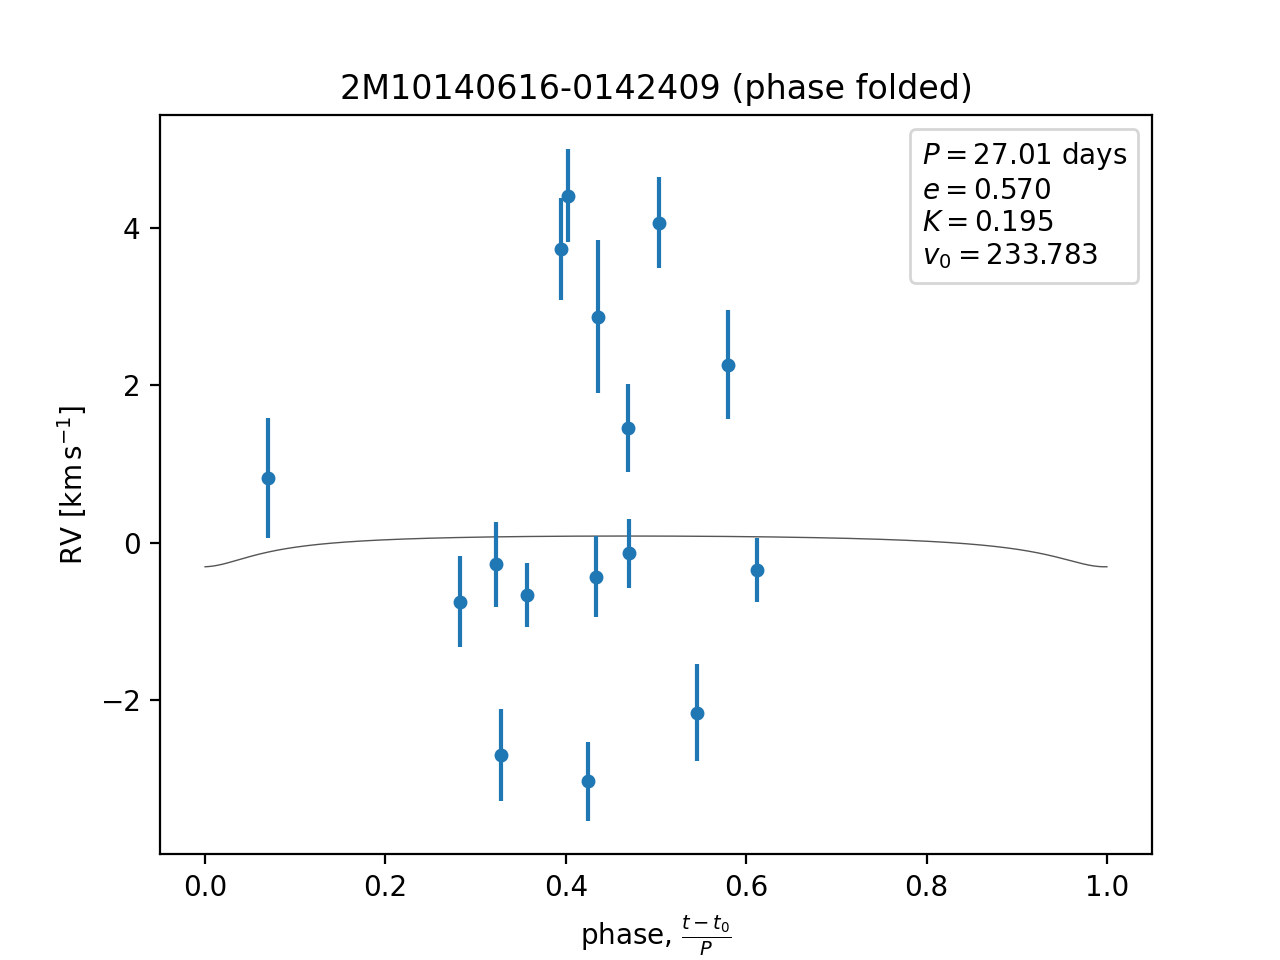 2M10140616-0142409 (phase folded)
P = 27.01 days
e = 0.570
K = 0.195
v₀ = 233.783
4
2
0
−2
RV [km s⁻¹]
0.0 0.2 0.4 0.6 0.8 1.0
phase, (t − t₀)/P